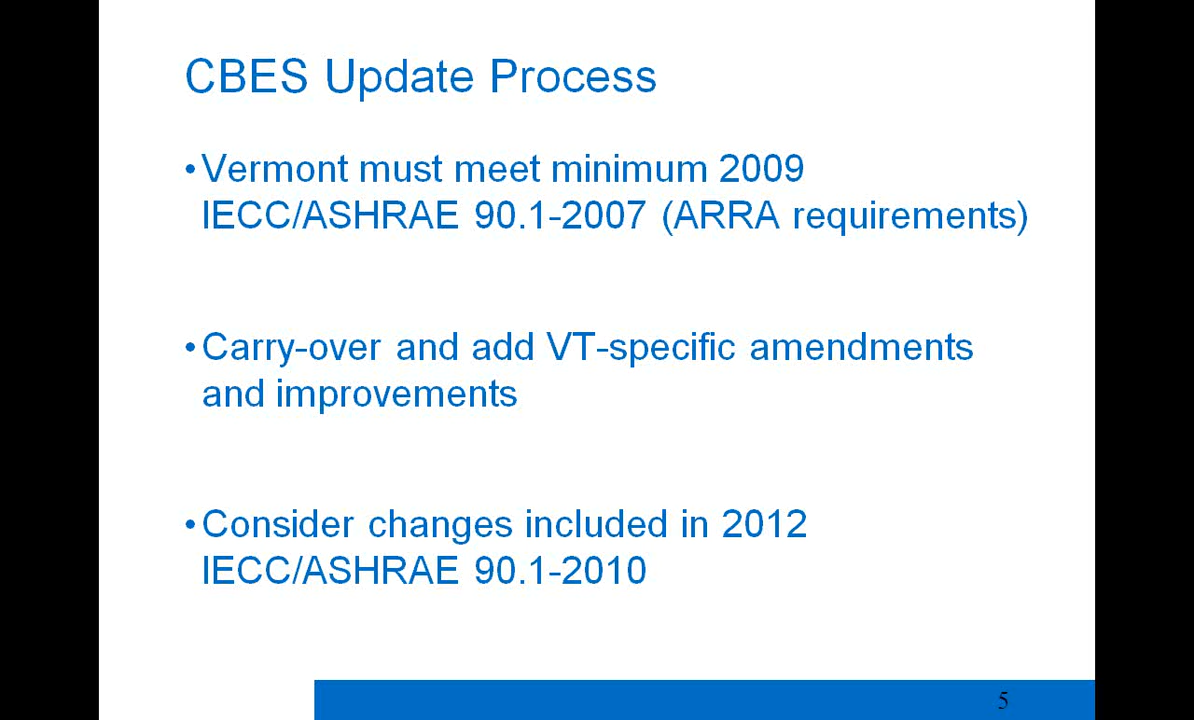 CBES Update Process
•Vermont must meet minimum 2009
IECC/ASHRAE 90.1-2007 (ARRA requirements)
•Carry-over and add VT-specific amendments
and improvements
•Consider changes included in 2012
IECC/ASHRAE 90.1-2010
5